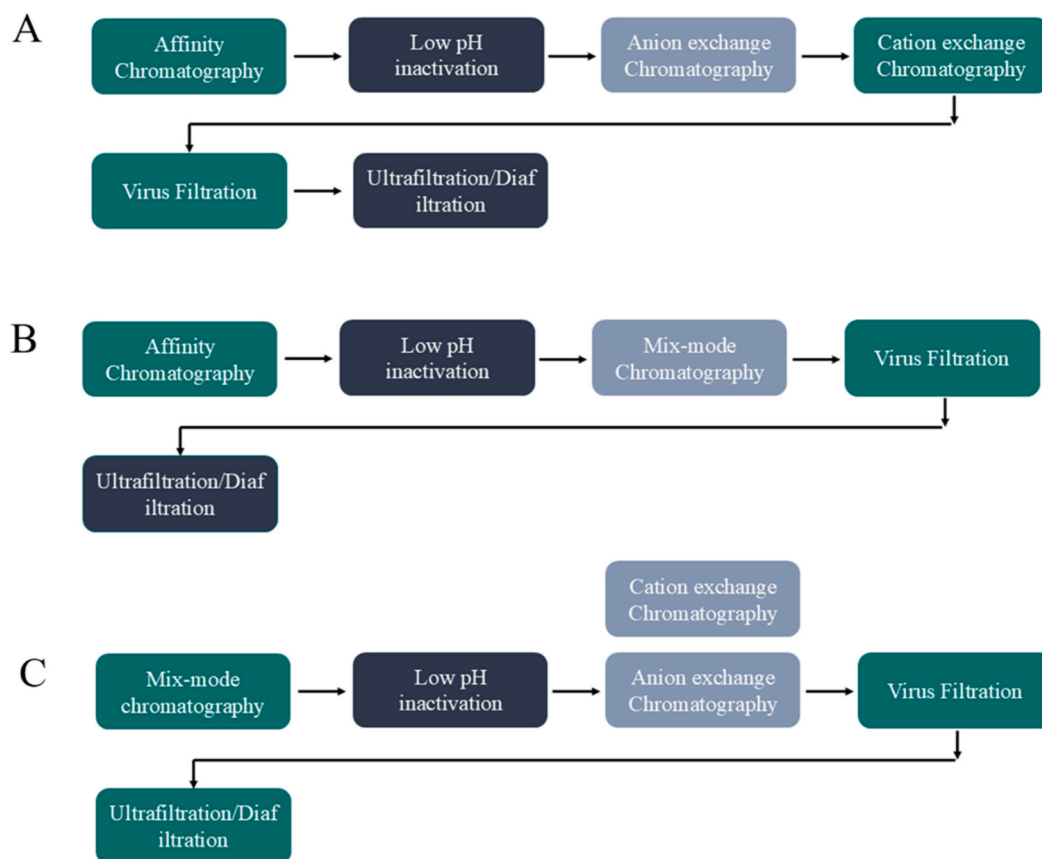 A
Affinity
Chromatography
Low pH
inactivation
Anion exchange
Chromatography
Cation exchange
Chromatography
Virus Filtration
Ultrafiltration/Diaf
iltration
B
Affinity
Chromatography
Low pH
inactivation
Mix-mode
Chromatography
Virus Filtration
Ultrafiltration/Diaf
iltration
Cation exchange
Chromatography
C
Mix-mode
chromatography
Low pH
inactivation
Anion exchange
Chromatography
Virus Filtration
Ultrafiltration/Diaf
iltration